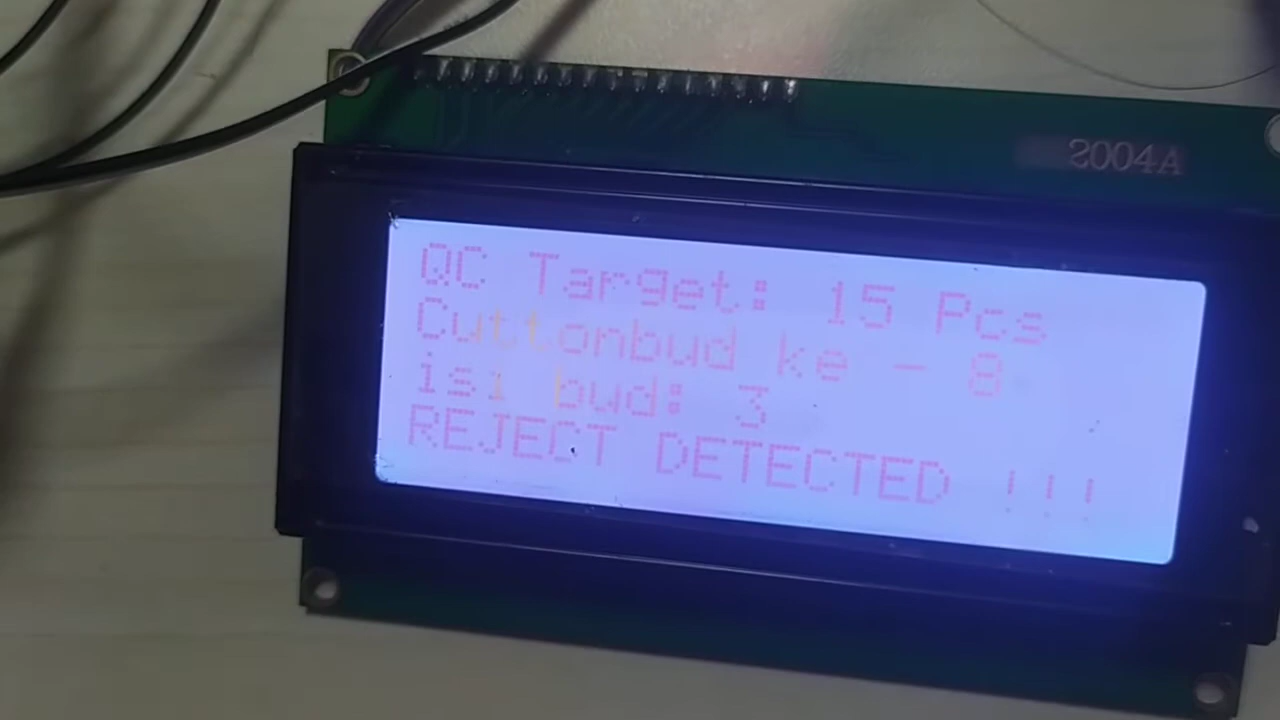 2004A
QC Target: 15 Pcs
Cuttonbud ke - 8
isi bud: 3
REJECT DETECTED !!!